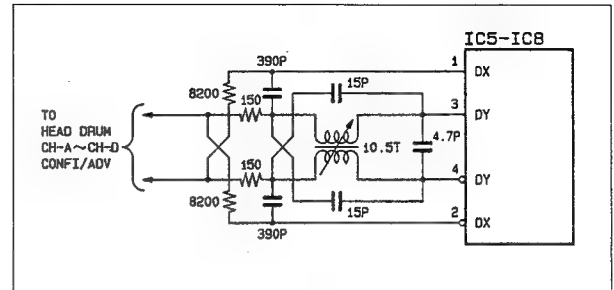 IC5-IC8
390P
1 DX
8200
150
15P
3 DY
TO
HEAD DRUM
CH-A～CH-D
CONFI/ADV
10.5T
4.7P
150
4 DY
8200
15P
2 DX
390P